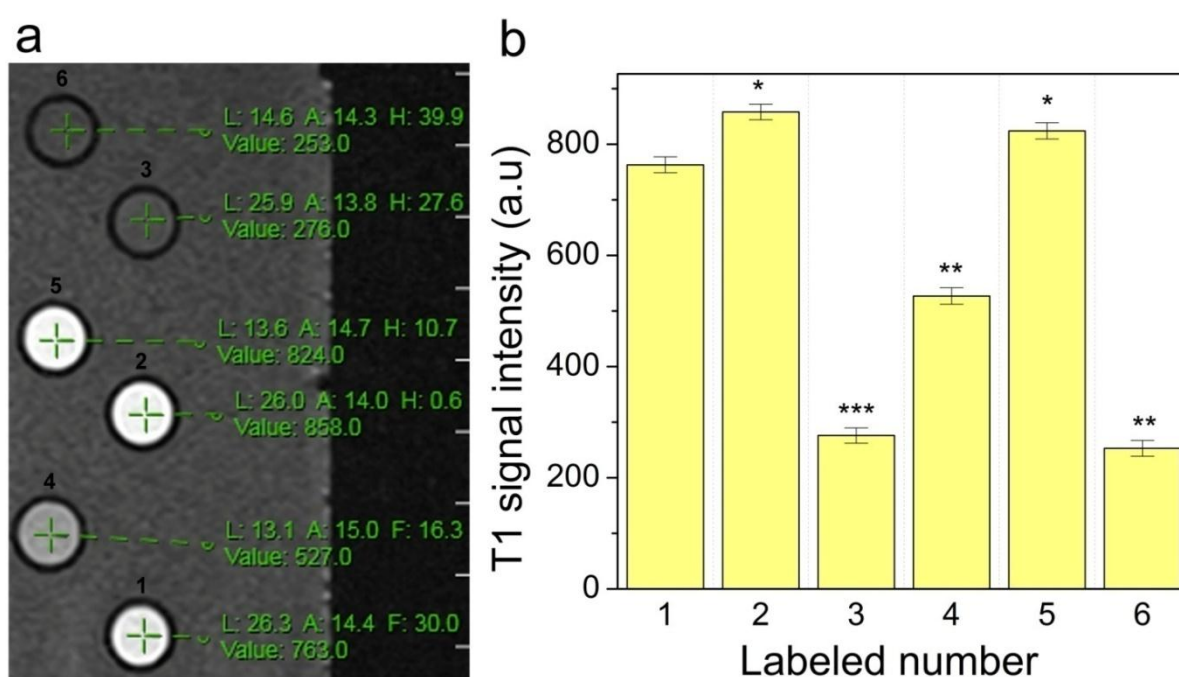 a
6
L: 14.6 A: 14.3 H: 39.9
Value: 253.0
3
L: 25.9 A: 13.8 H: 27.6
Value: 276.0
5
L: 13.6 A: 14.7 H: 10.7
Value: 824.0
2
L: 26.0 A: 14.0 H: 0.6
Value: 858.0
4
L: 13.1 A: 15.0 F: 16.3
Value: 527.0
1
L: 26.3 A: 14.4 F: 30.0
Value: 763.0
b
T1 signal intensity (a.u)
800
600
400
200
0
*
***
**
*
**
1 2 3 4 5 6
Labeled number